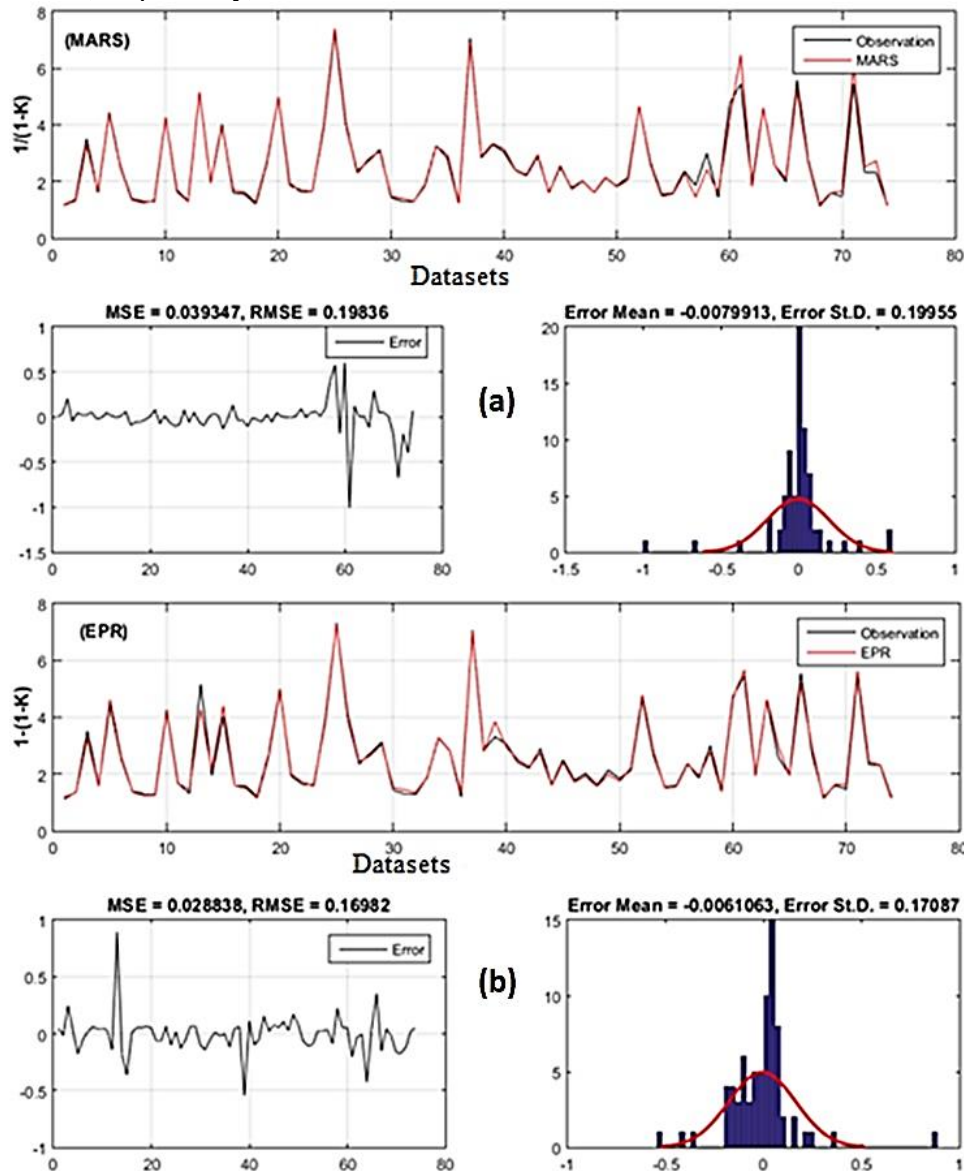 8
(MARS)
Observation
MARS
6
1/(1-K)
4
2
0
0 10 20 30 40 50 60 70 80
Datasets
MSE = 0.039347, RMSE = 0.19836
1
Error
0.5
0
-0.5
-1
-1.5
0 20 40 60 80
(a)
Error Mean = -0.0079913, Error St.D. = 0.19955
20
15
10
5
0
-1.5 -1 -0.5 0 0.5 1
8
(EPR)
Observation
EPR
6
1-(1-K)
4
2
0
0 10 20 30 40 50 60 70 80
Datasets
MSE = 0.028838, RMSE = 0.16982
1
Error
0.5
0
-0.5
-1
0 20 40 60 80
(b)
Error Mean = -0.0061063, Error St.D. = 0.17087
15
10
5
0
-1 -0.5 0 0.5 1